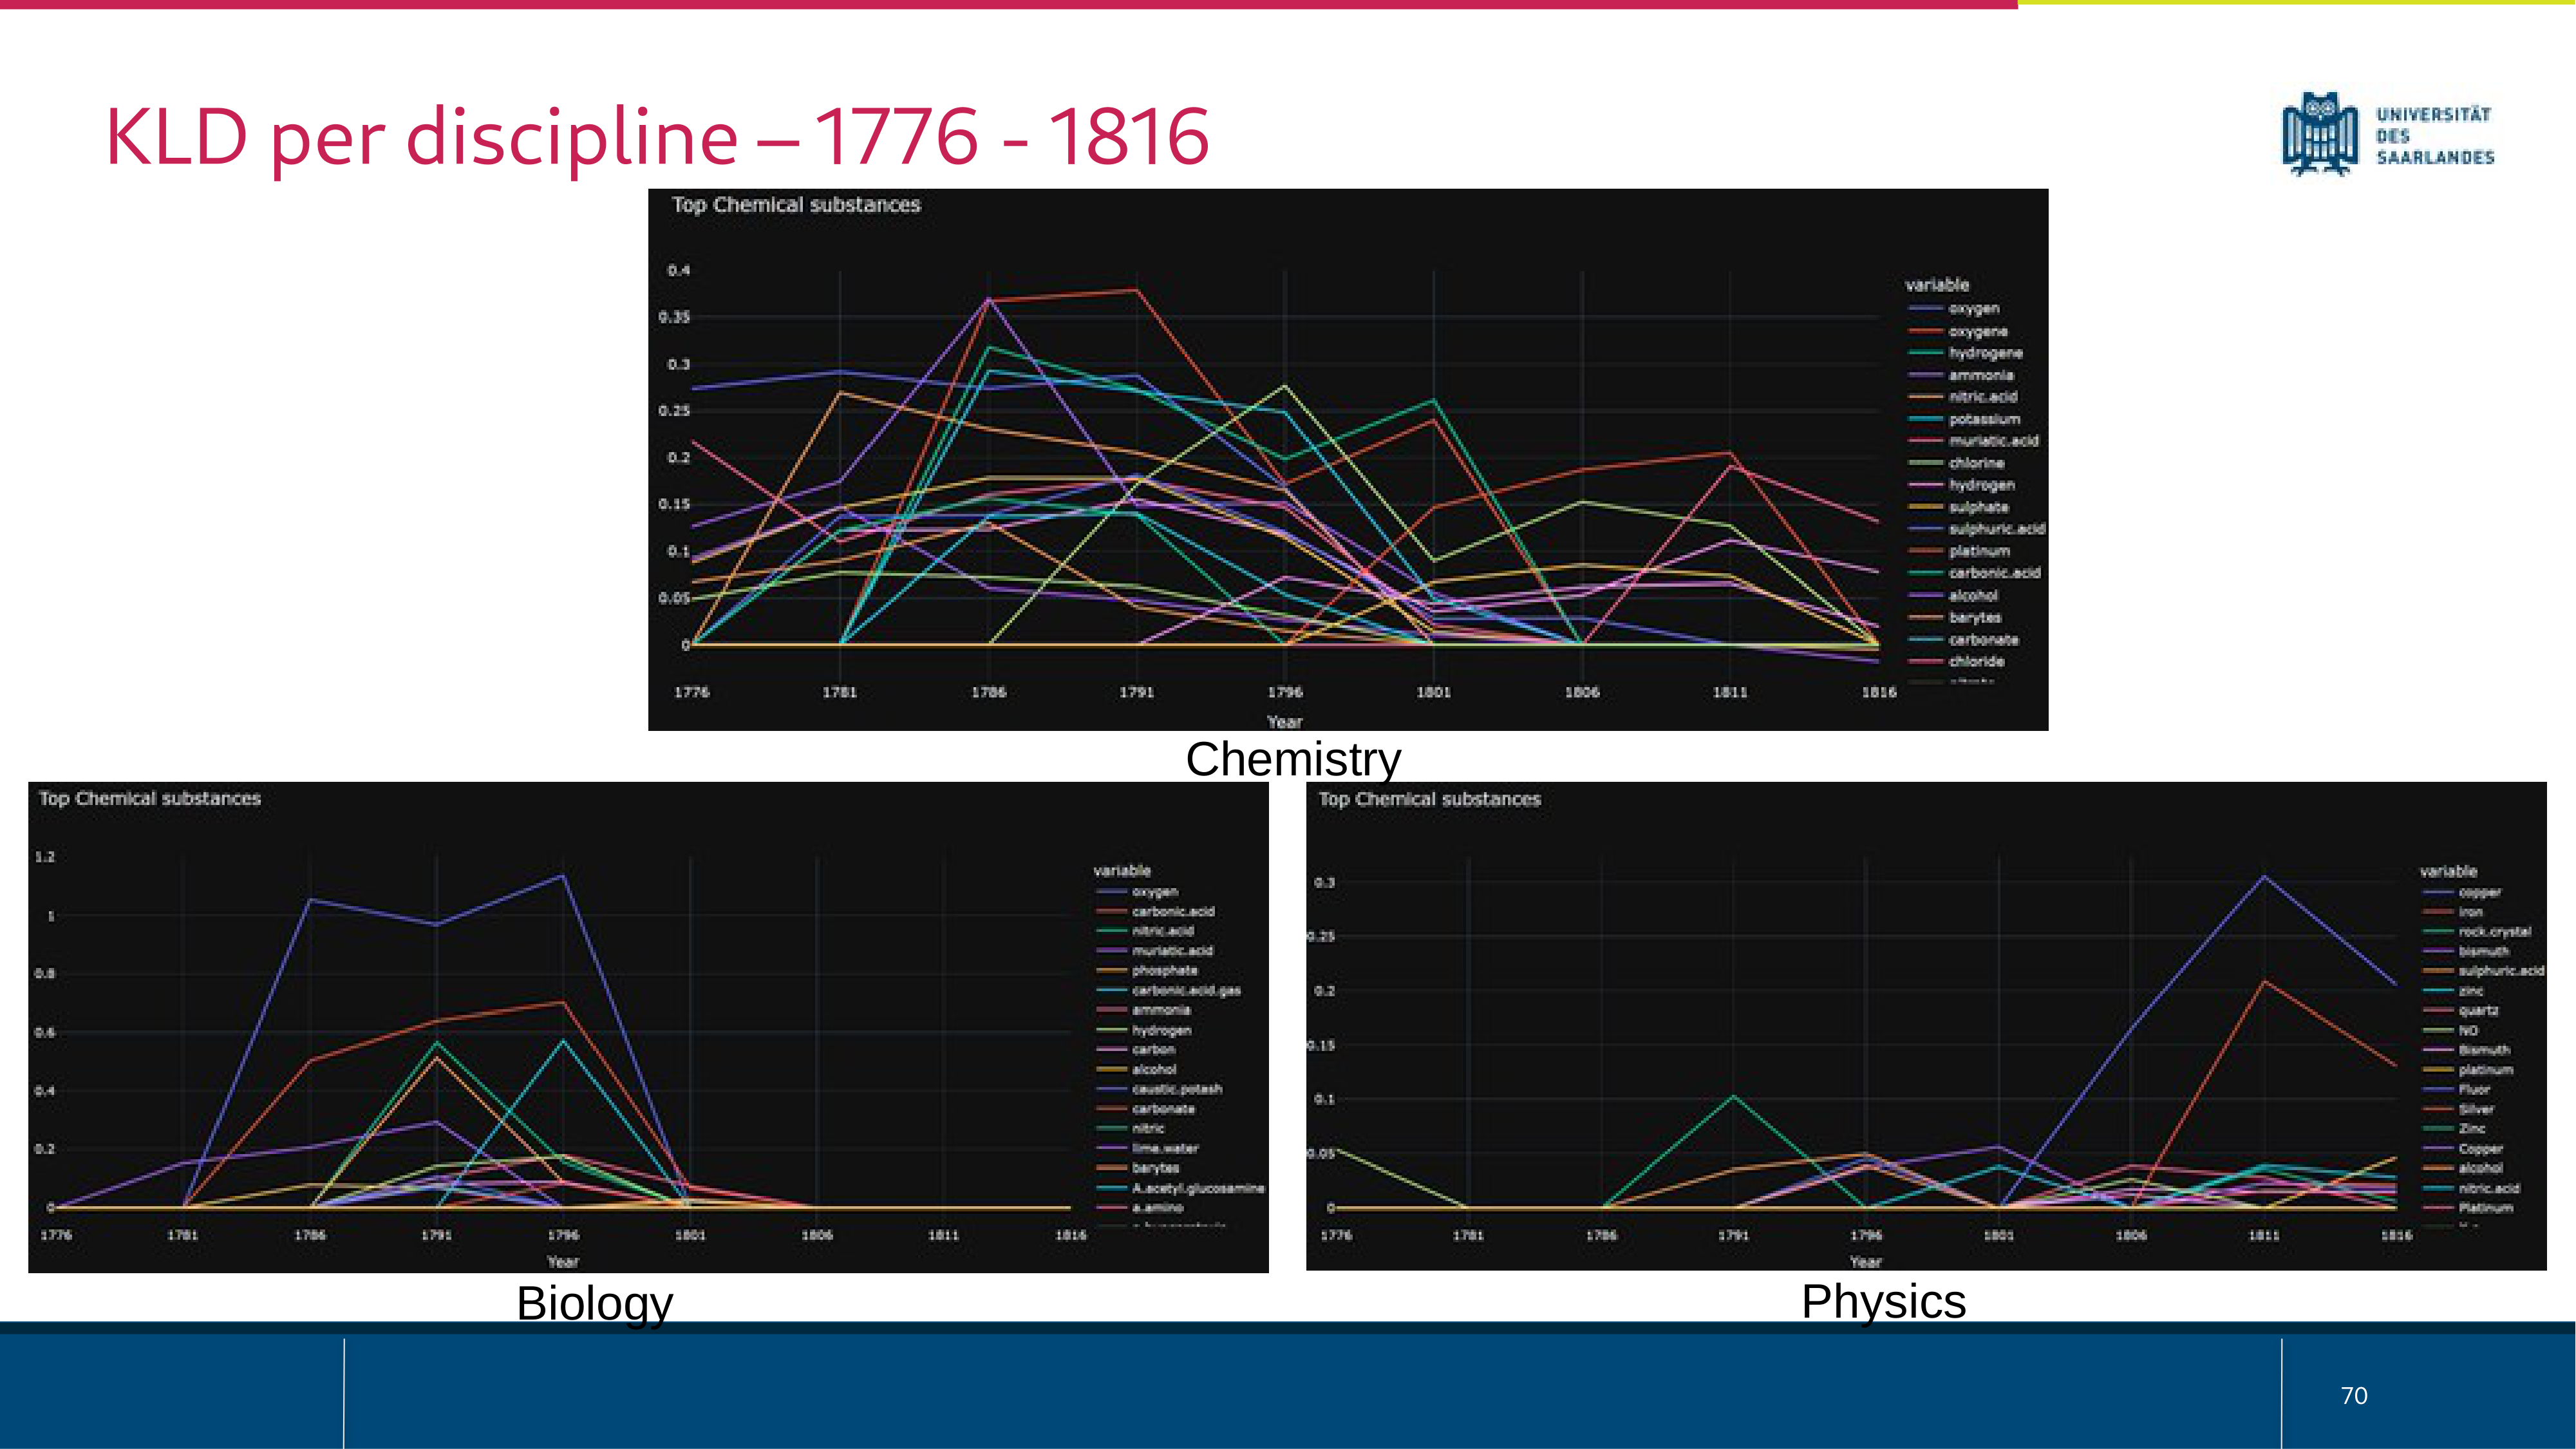 KLD per discipline – 1776 - 1816
UNIVERSITÄT
DES
SAARLANDES
Top Chemical substances
0.4
0.35
0.3
0.25
0.2
0.15
0.1
0.05
0
1776 1781 1786 1791 1796 1801 1806 1811 1816
Year
variable
oxygen
oxygene
hydrogene
ammonia
nitric.acid
potassium
muriatic.acid
chlorine
hydrogen
sulphate
sulphuric.acid
platinum
carbonic.acid
alcohol
barytes
carbonate
chloride
Chemistry
Top Chemical substances
1.2
1
0.8
0.6
0.4
0.2
0
1776 1781 1786 1791 1796 1801 1806 1811 1816
Year
variable
oxygen
carbonic.acid
nitric.acid
muriatic.acid
phosphate
carbonic.acid.gas
ammonia
hydrogen
carbon
alcohol
caustic.potash
carbonate
nitric
lime.water
barytes
A.acetyl.glucosamine
a.amino
Biology
Top Chemical substances
0.3
0.25
0.2
0.15
0.1
0.05
0
1776 1781 1786 1791 1796 1801 1806 1811 1816
Year
variable
copper
iron
rock.crystal
bismuth
sulphuric.acid
zinc
quartz
NO
Bismuth
platinum
Fluor
Silver
Zinc
Copper
alcohol
nitric.acid
Platinum
Physics
70